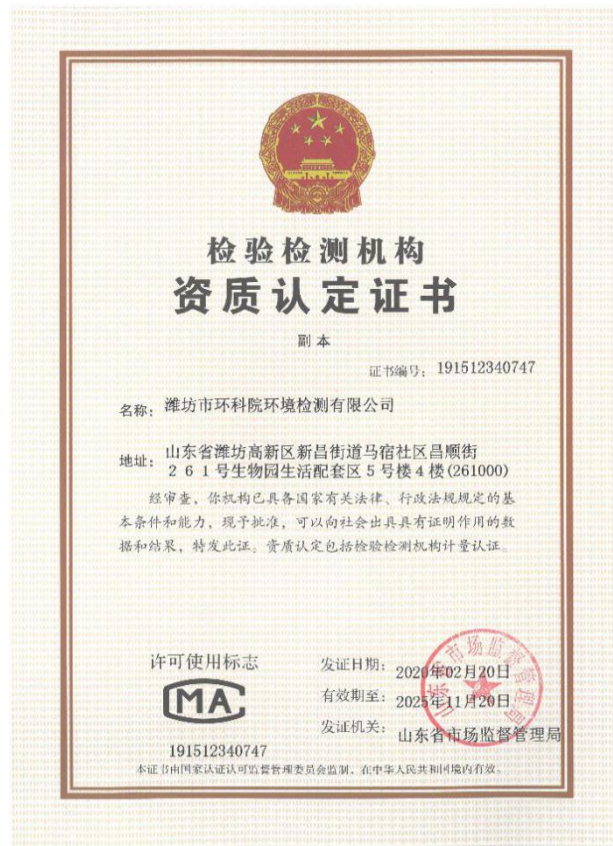 检验检测机构
资质认定证书
副本
证书编号：191512340747
名称：潍坊市环科院环境检测有限公司
地址：山东省潍坊高新区新昌街道马宿社区昌顺街
２６１号生物园生活配套区５号楼４楼(261000)
经审查，你机构已具备国家有关法律、行政法规规定的基
本条件和能力，现予批准，可以向社会出具具有证明作用的数
据和结果，特发此证。资质认定包括检验检测机构计量认证。
许可使用标志
MA
191512340747
发证日期：2020年02月20日
有效期至：2025年11月20日
发证机关：山东省市场监督管理局
山东省市场监督管理局
本证书由国家认证认可监督管理委员会监制，在中华人民共和国境内有效。